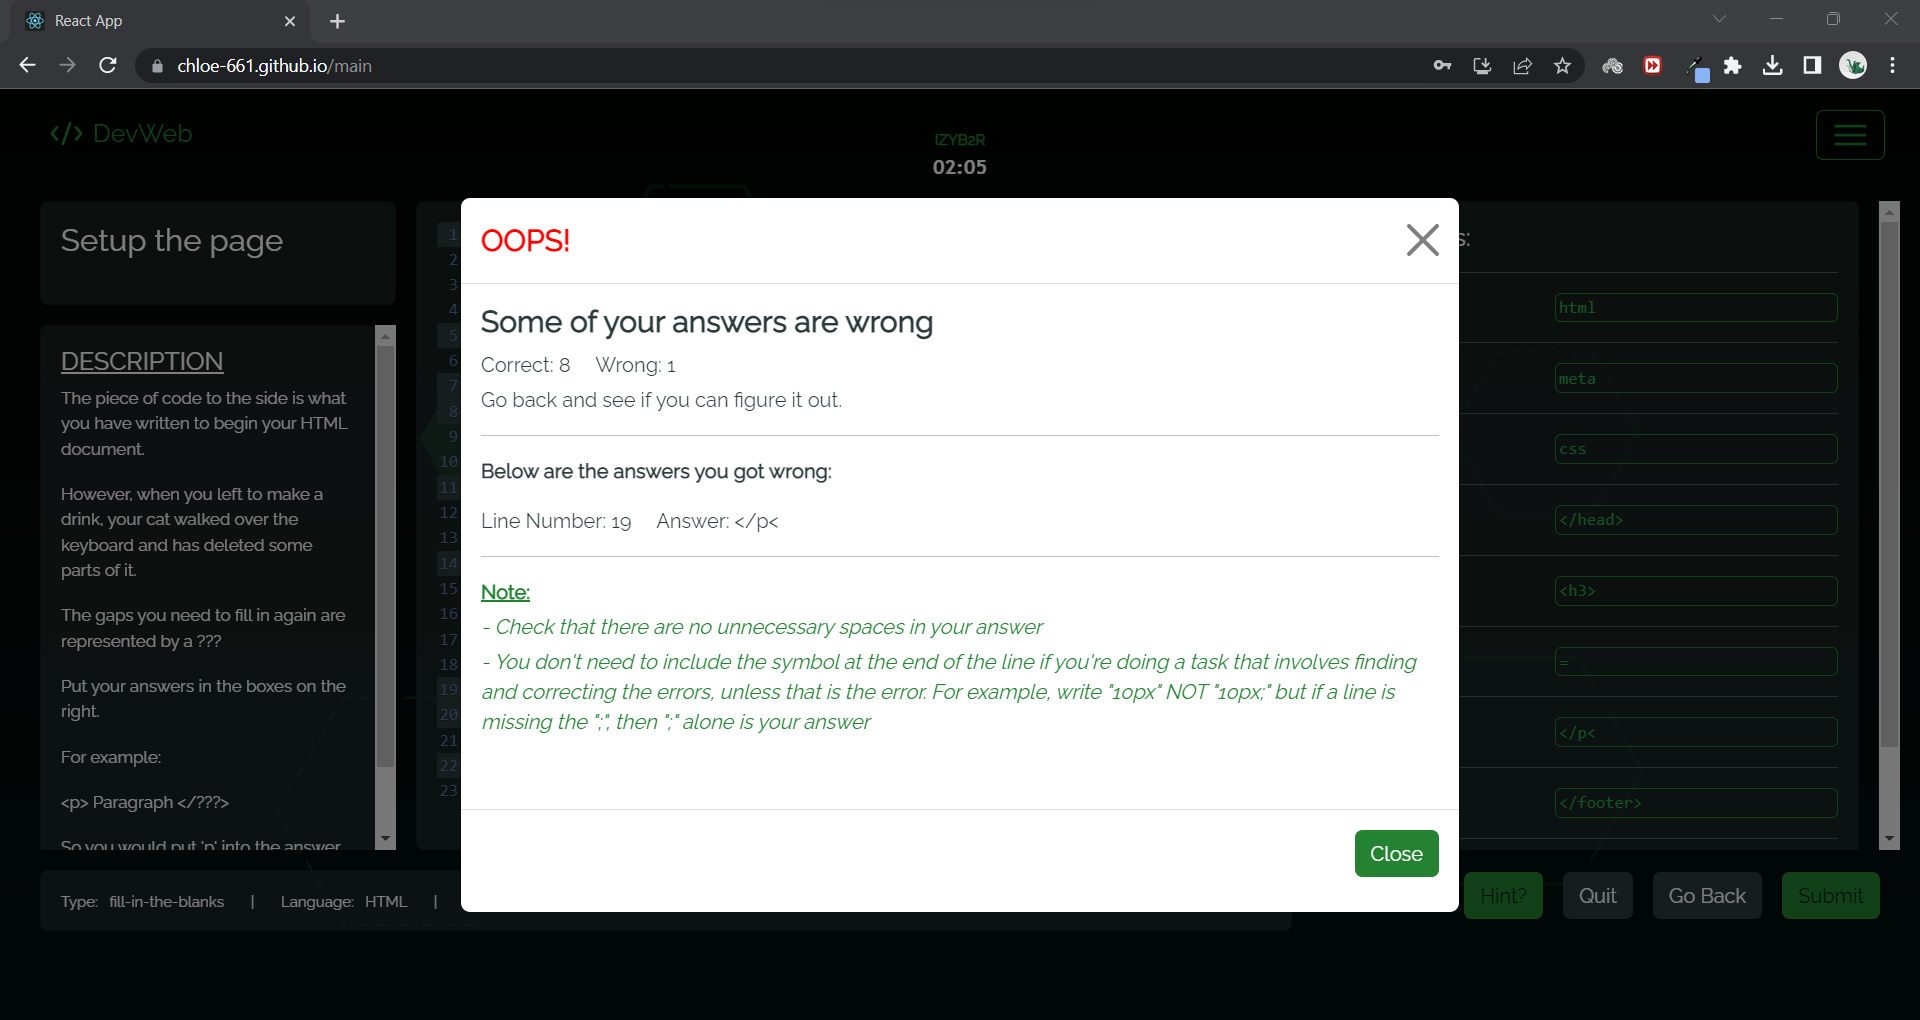 React App
chloe-661.github.io/main
</> DevWeb
IZYB2R
02:05
Setup the page
DESCRIPTION
The piece of code to the side is what
you have written to begin your HTML
document.
However, when you left to make a
drink, your cat walked over the
keyboard and has deleted some
parts of it.
The gaps you need to fill in again are
represented by a ???
Put your answers in the boxes on the
right.
For example:
<p> Paragraph </???>
So you would put 'p' into the answer
Type: fill-in-the-blanks | Language: HTML |
1
2
3
4
5
6
7
8
9
10
11
12
13
14
15
16
17
18
19
20
21
22
23
OOPS!
Some of your answers are wrong
Correct: 8 Wrong: 1
Go back and see if you can figure it out.
Below are the answers you got wrong:
Line Number: 19 Answer: </p<
Note:
- Check that there are no unnecessary spaces in your answer
- You don't need to include the symbol at the end of the line if you're doing a task that involves finding
and correcting the errors, unless that is the error. For example, write "10px" NOT "10px;" but if a line is
missing the ";", then ";" alone is your answer
Close
s:
html
meta
css
</head>
<h3>
=
</p<
</footer>
Hint?
Quit
Go Back
Submit